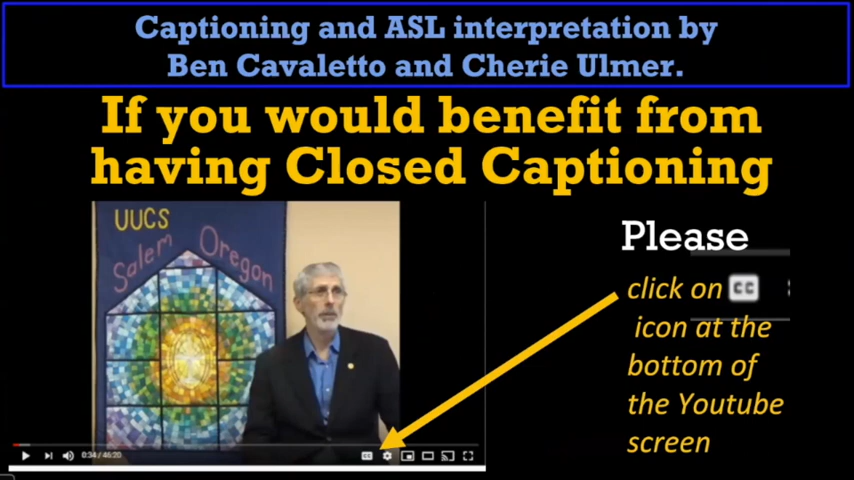 Captioning and ASL interpretation by
Ben Cavaletto and Cherie Ulmer.
If you would benefit from
having Closed Captioning
UUCS
Salem Oregon
Please
click on CC
icon at the
bottom of
the Youtube
screen
0:34 / 46:20